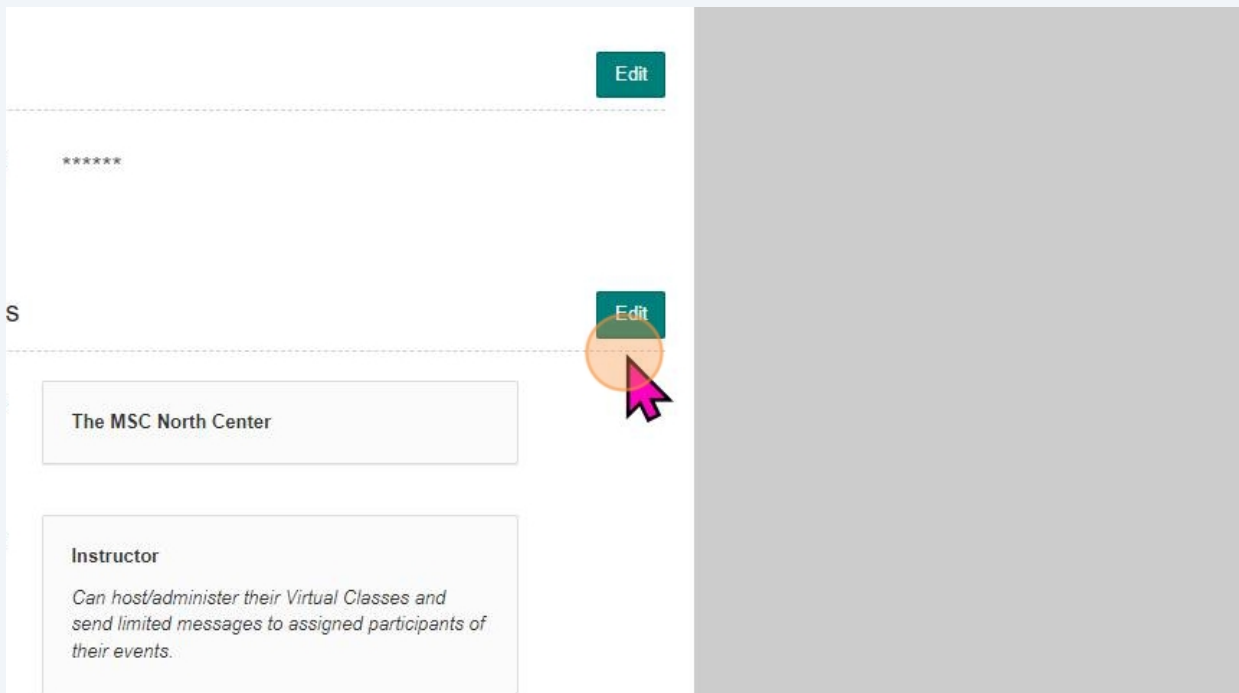 Edit
******
s
Edit
The MSC North Center
Instructor
Can host/administer their Virtual Classes and
send limited messages to assigned participants of
their events.